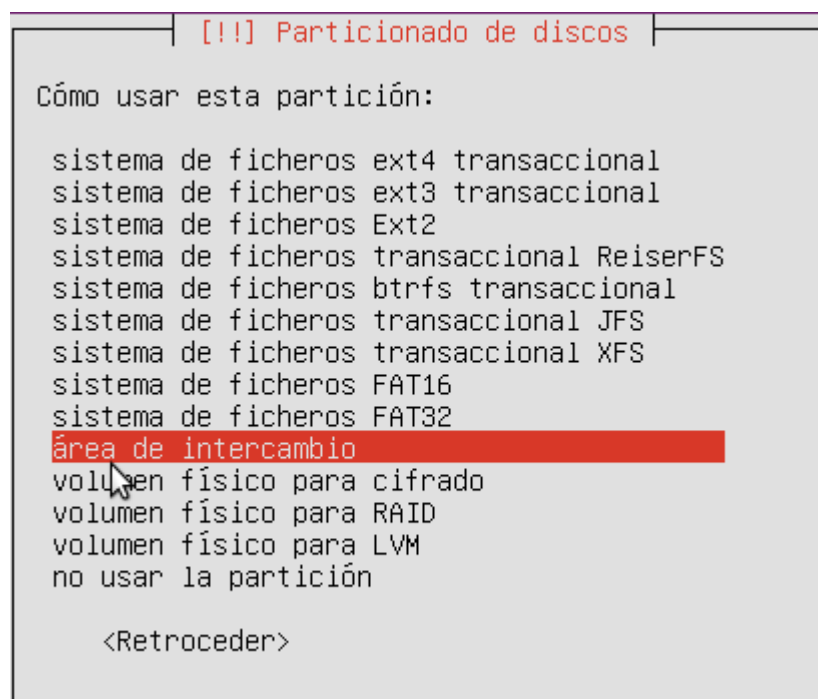 [!!] Particionado de discos
Cómo usar esta partición:
sistema de ficheros ext4 transaccional
sistema de ficheros ext3 transaccional
sistema de ficheros Ext2
sistema de ficheros transaccional ReiserFS
sistema de ficheros btrfs transaccional
sistema de ficheros transaccional JFS
sistema de ficheros transaccional XFS
sistema de ficheros FAT16
sistema de ficheros FAT32
área de intercambio
volumen físico para cifrado
volumen físico para RAID
volumen físico para LVM
no usar la partición
<Retroceder>